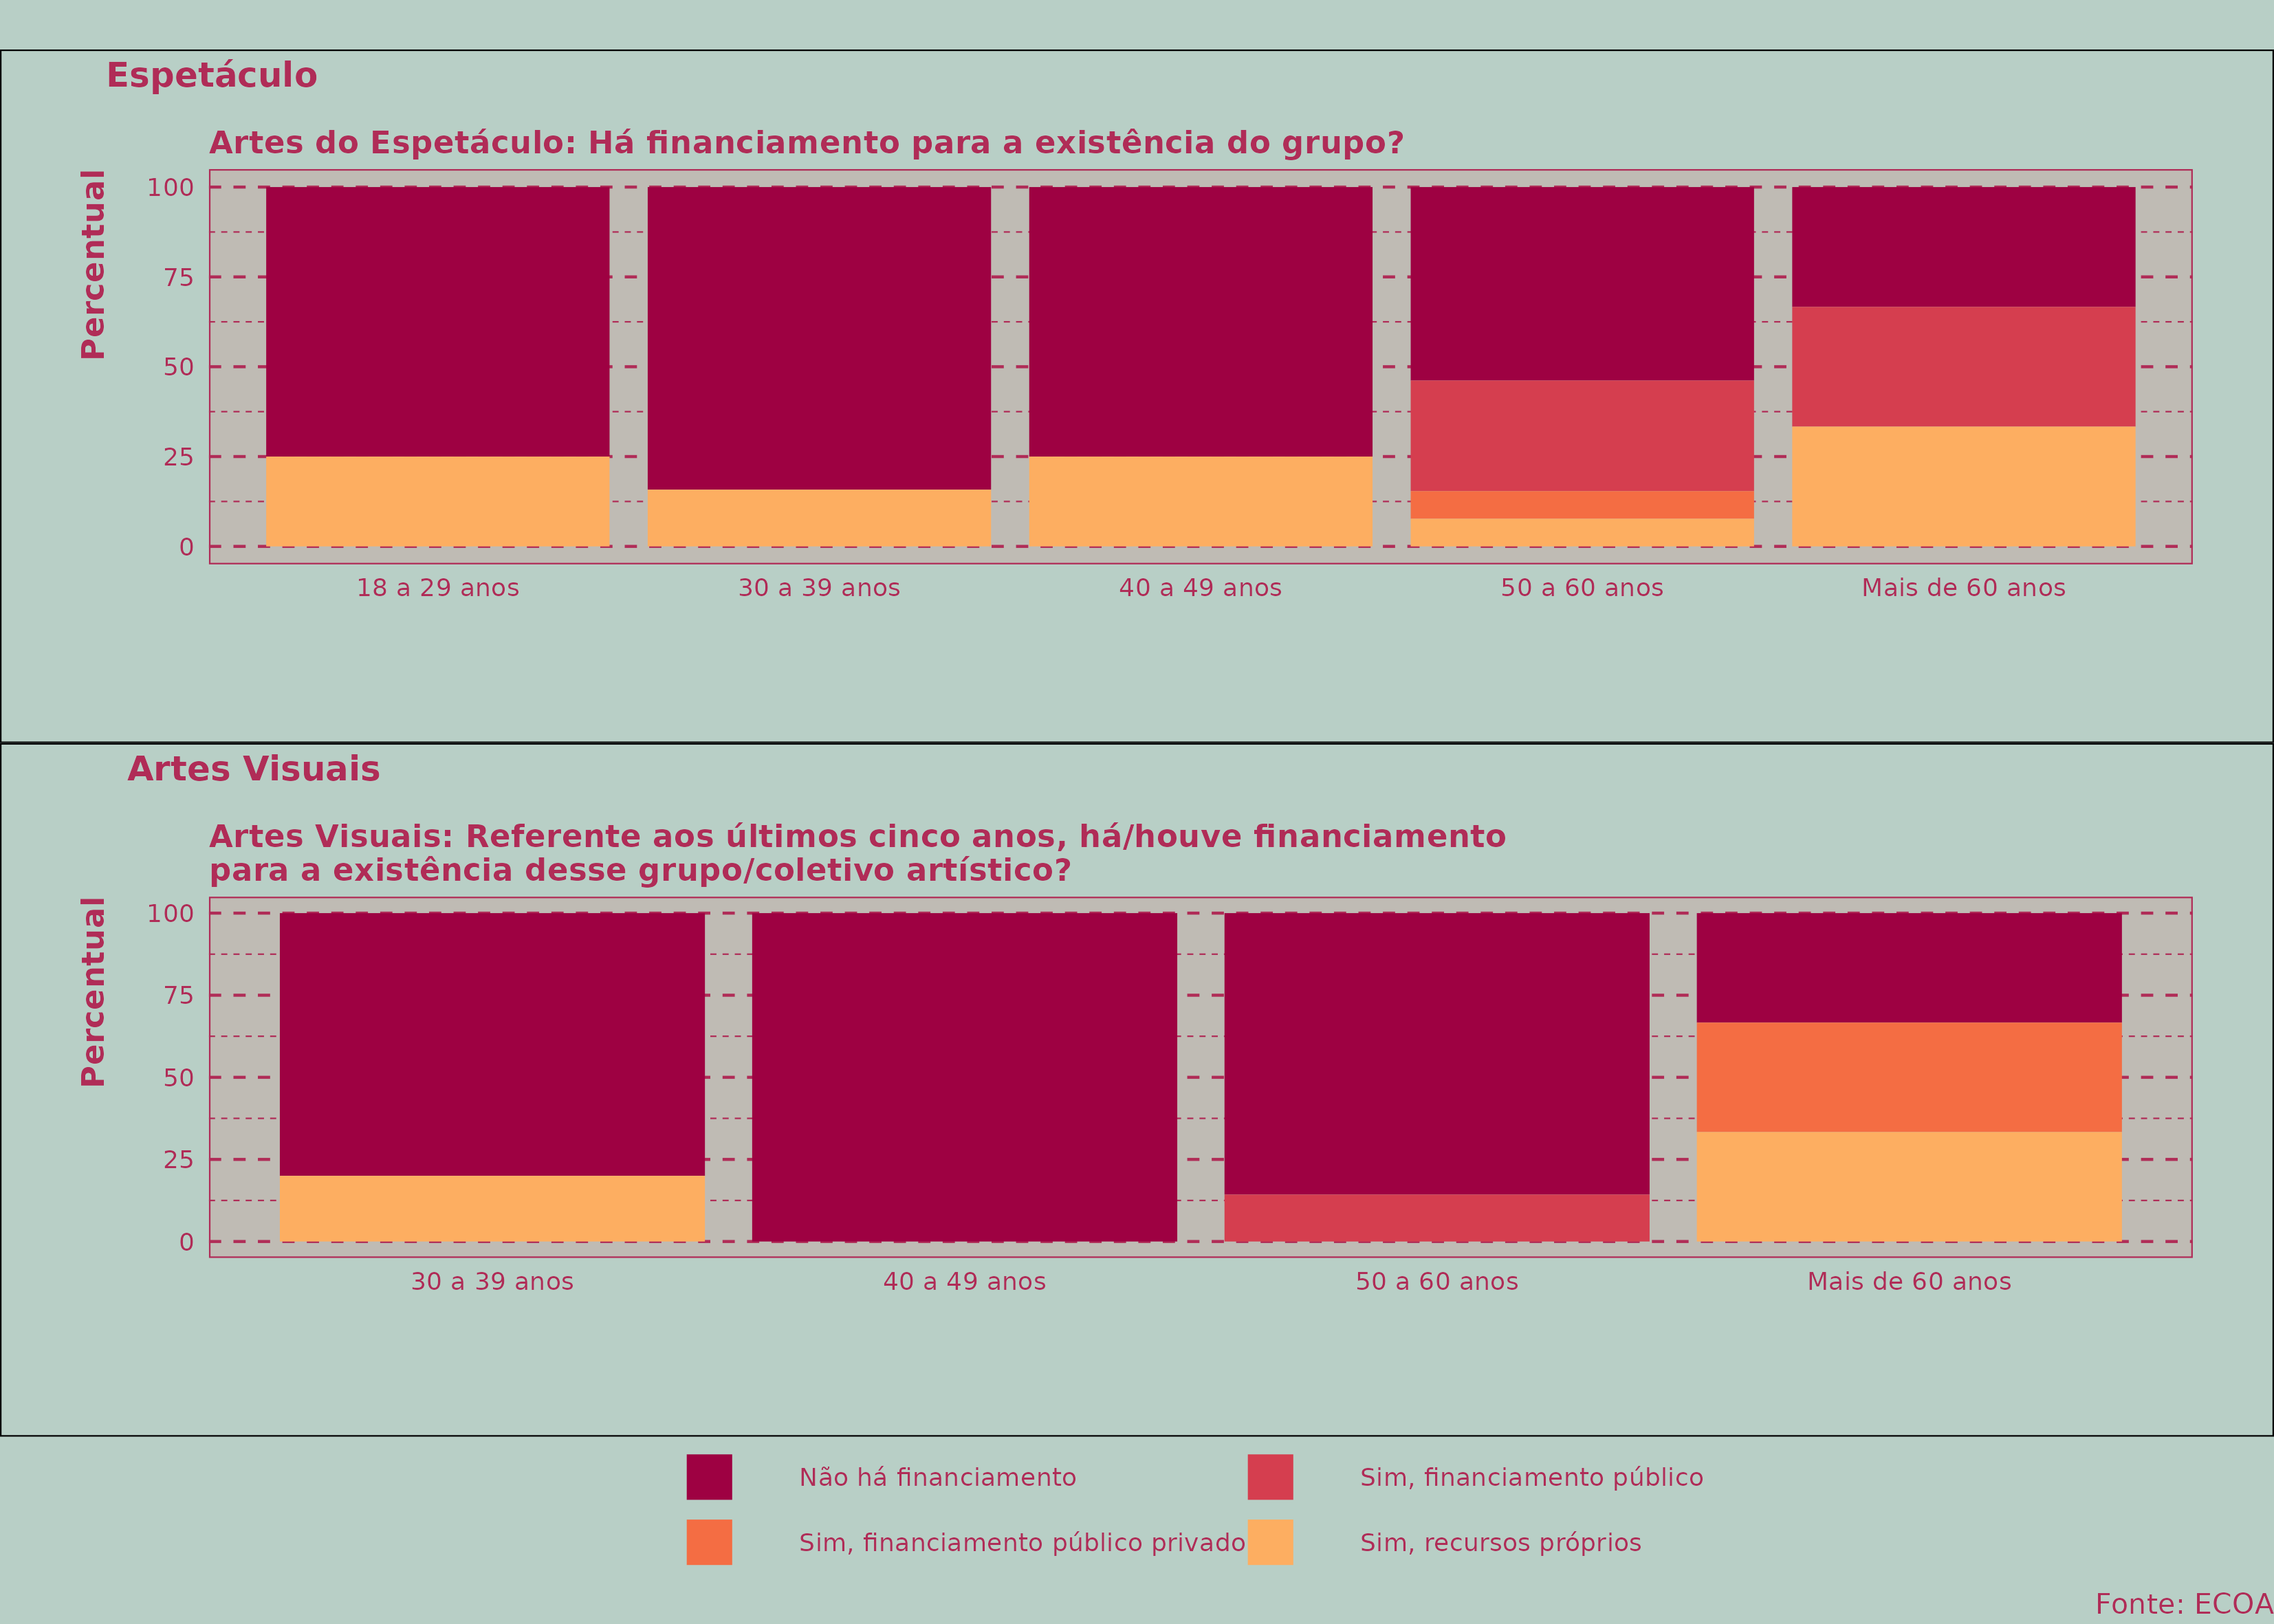 Espetáculo
Artes do Espetáculo: Há financiamento para a existência do grupo?
Percentual
100
75
50
25
0
18 a 29 anos
30 a 39 anos
40 a 49 anos
50 a 60 anos
Mais de 60 anos
Artes Visuais
Artes Visuais: Referente aos últimos cinco anos, há/houve financiamento
para a existência desse grupo/coletivo artístico?
Percentual
100
75
50
25
0
30 a 39 anos
40 a 49 anos
50 a 60 anos
Mais de 60 anos
Não há financiamento
Sim, financiamento público
Sim, financiamento público privado
Sim, recursos próprios
Fonte: ECOA